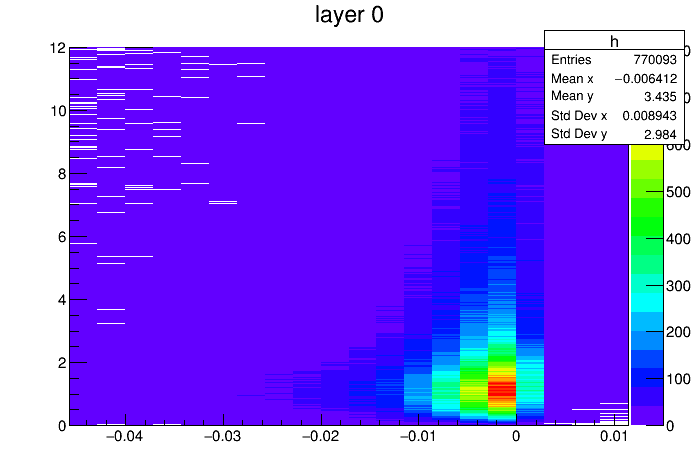 layer 0
h
Entries 770093
Mean x −0.006412
Mean y 3.435
Std Dev x 0.008943
Std Dev y 2.984
12
10
8
6
4
2
0
−0.04 −0.03 −0.02 −0.01 0 0.01
500
400
300
200
100
0